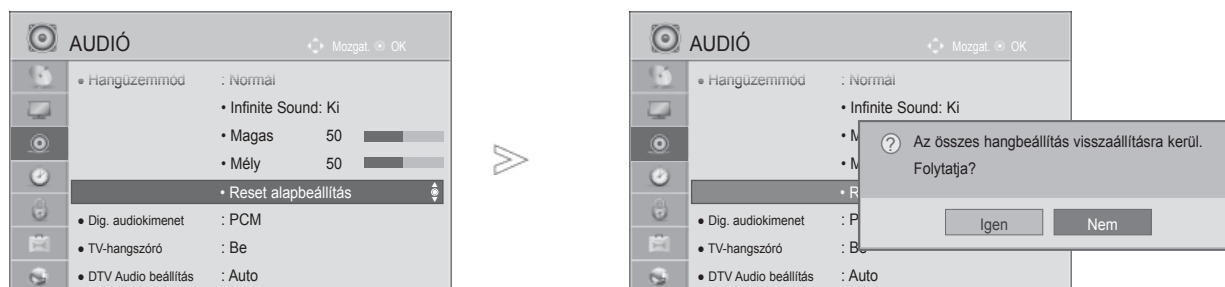 AUDIÓ
Mozgat. OK
Hangüzemmód : Normál
• Infinite Sound: Ki
• Magas 50
• Mély 50
• Reset alapbeállítás
● Dig. audiokimenet : PCM
● TV-hangszóró : Be
● DTV Audio beállítás : Auto
AUDIÓ
Mozgat. OK
Hangüzemmód : Normál
• Infinite Sound: Ki
• M
• M
• R
● Dig. audiokimenet : P
● TV-hangszóró : Be
● DTV Audio beállítás : Auto
? Az összes hangbeállítás visszaállításra kerül.
Folytatja?
Igen Nem